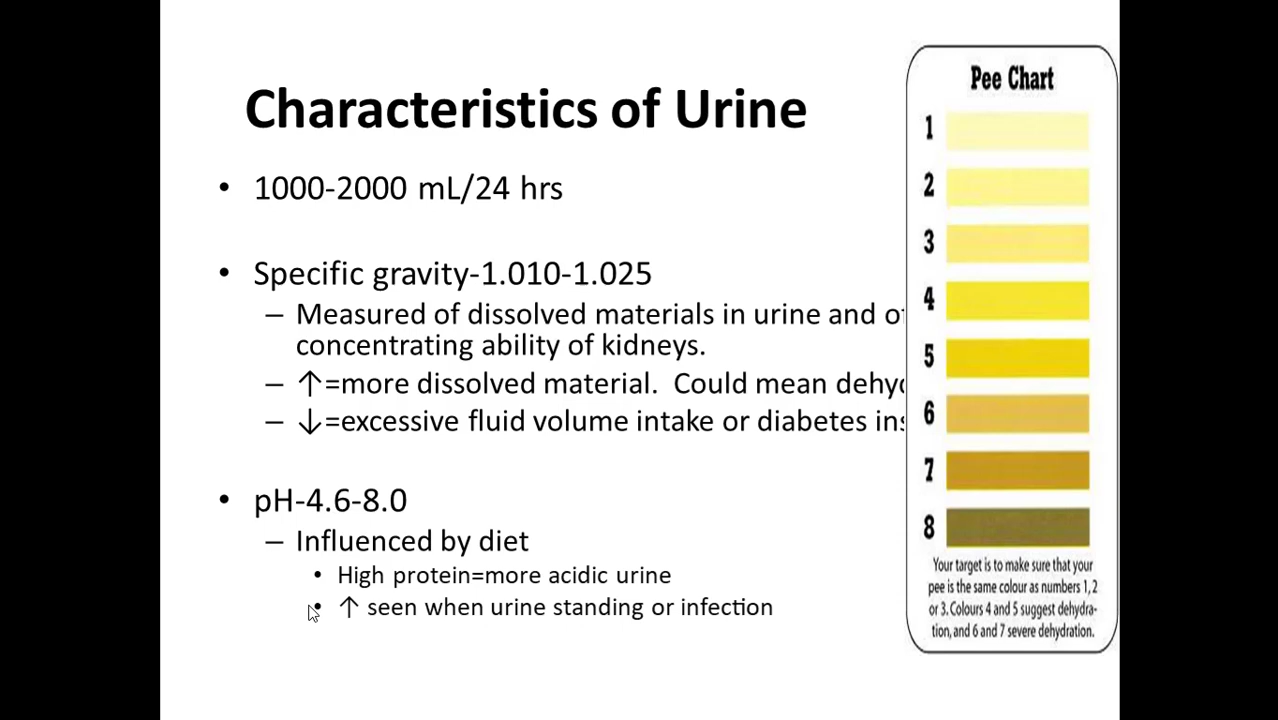 Characteristics of Urine
• 1000-2000 mL/24 hrs
• Specific gravity-1.010-1.025
– Measured of dissolved materials in urine and
concentrating ability of kidneys.
– ↑=more dissolved material. Could mean
– ↓=excessive fluid volume intake or diabetes
• pH-4.6-8.0
– Influenced by diet
• High protein=more acidic urine
• ↑ seen when urine standing or infection
Pee Chart
1
2
3
4
5
6
7
8
Your target is to make sure that your
pee is the same colour as numbers 1, 2
or 3. Colours 4 and 5 suggest dehydra-
tion, and 6 and 7 severe dehydration.